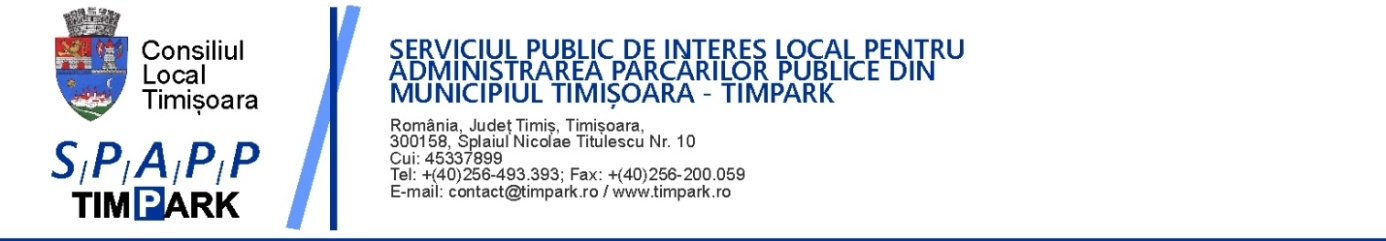 Consiliul
Local
Timișoara
S/P/A/P/P
TIMPARK
SERVICIUL PUBLIC DE INTERES LOCAL PENTRU
ADMINISTRAREA PARCĂRILOR PUBLICE DIN
MUNICIPIUL TIMIȘOARA - TIMPARK
România, Județ Timiș, Timișoara,
300158, Splaiul Nicolae Titulescu Nr. 10
Cui: 45337899
Tel: +(40)256-493.393; Fax: +(40)256-200.059
E-mail: contact@timpark.ro / www.timpark.ro